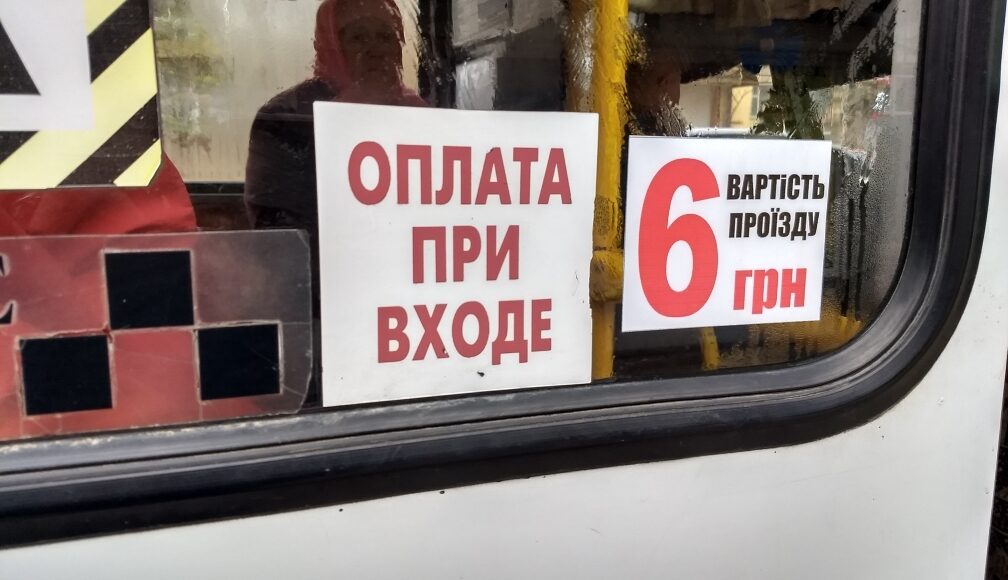 ОПЛАТА
ПРИ
ВХОДЕ
6
ВАРТіСТЬ
ПРОЇЗДУ
грн